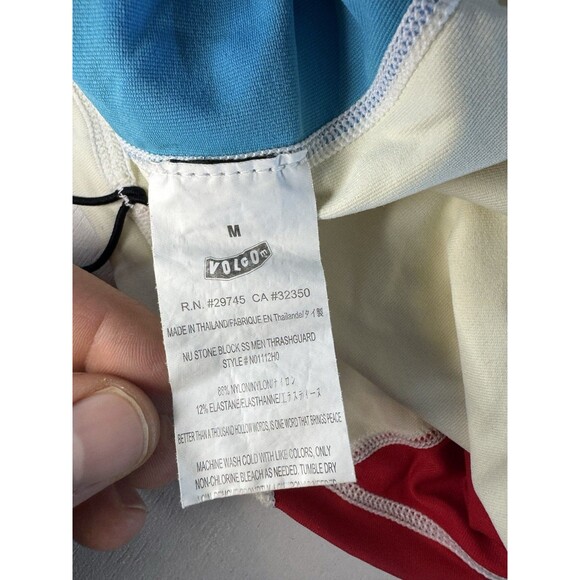 M
VOLCOM
R.N. #29745 CA #32350
MADE IN THAILAND/FABRIQUE EN Thailande/タイ製
NU STONE BLOCK SS MEN THRASHGUARD
STYLE # N01112H0
88% NYLON/NYLON/ナイロン
12% ELASTANE/ELASTHANNE/エラスティーヌ
BETTER THAN A THOUSAND HOLLOW WORDS, IS ONE WORD THAT BRINGS PEACE
MACHINE WASH COLD WITH LIKE COLORS, ONLY
NON-CHLORINE BLEACH AS NEEDED. TUMBLE DRY